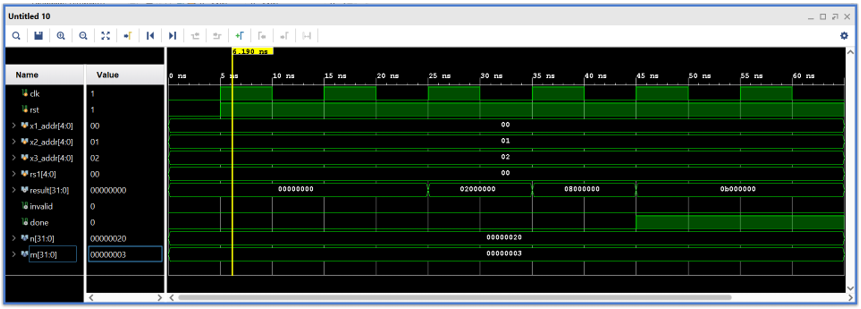 Untitled 10
6.190 ns
Name Value
0 ns 5 ns 10 ns 15 ns 20 ns 25 ns 30 ns 35 ns 40 ns 45 ns 50 ns 55 ns 60 ns
clk 1
rst 1
x1_addr[4:0] 00 00
x2_addr[4:0] 01 01
x3_addr[4:0] 02 02
rs1[4:0] 00 00
result[31:0] 00000000 00000000 02000000 08000000 0b000000
invalid 0
done 0
n[31:0] 00000020 00000020
m[31:0] 00000003 00000003